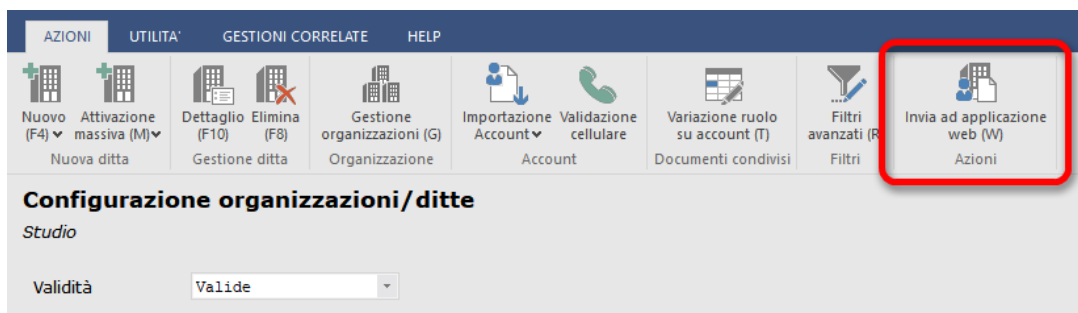 AZIONI UTILITA' GESTIONI CORRELATE HELP
Nuovo Attivazione Dettaglio Elimina Gestione Importazione Validazione Variazione ruolo Filtri Invia ad applicazione
(F4) massiva (M) (F10) (F8) organizzazioni (G) Account cellulare su account (T) avanzati (R web (W)
Nuova ditta Gestione ditta Organizzazione Account Documenti condivisi Filtri Azioni
Configurazione organizzazioni/ditte
Studio
Validità Valide